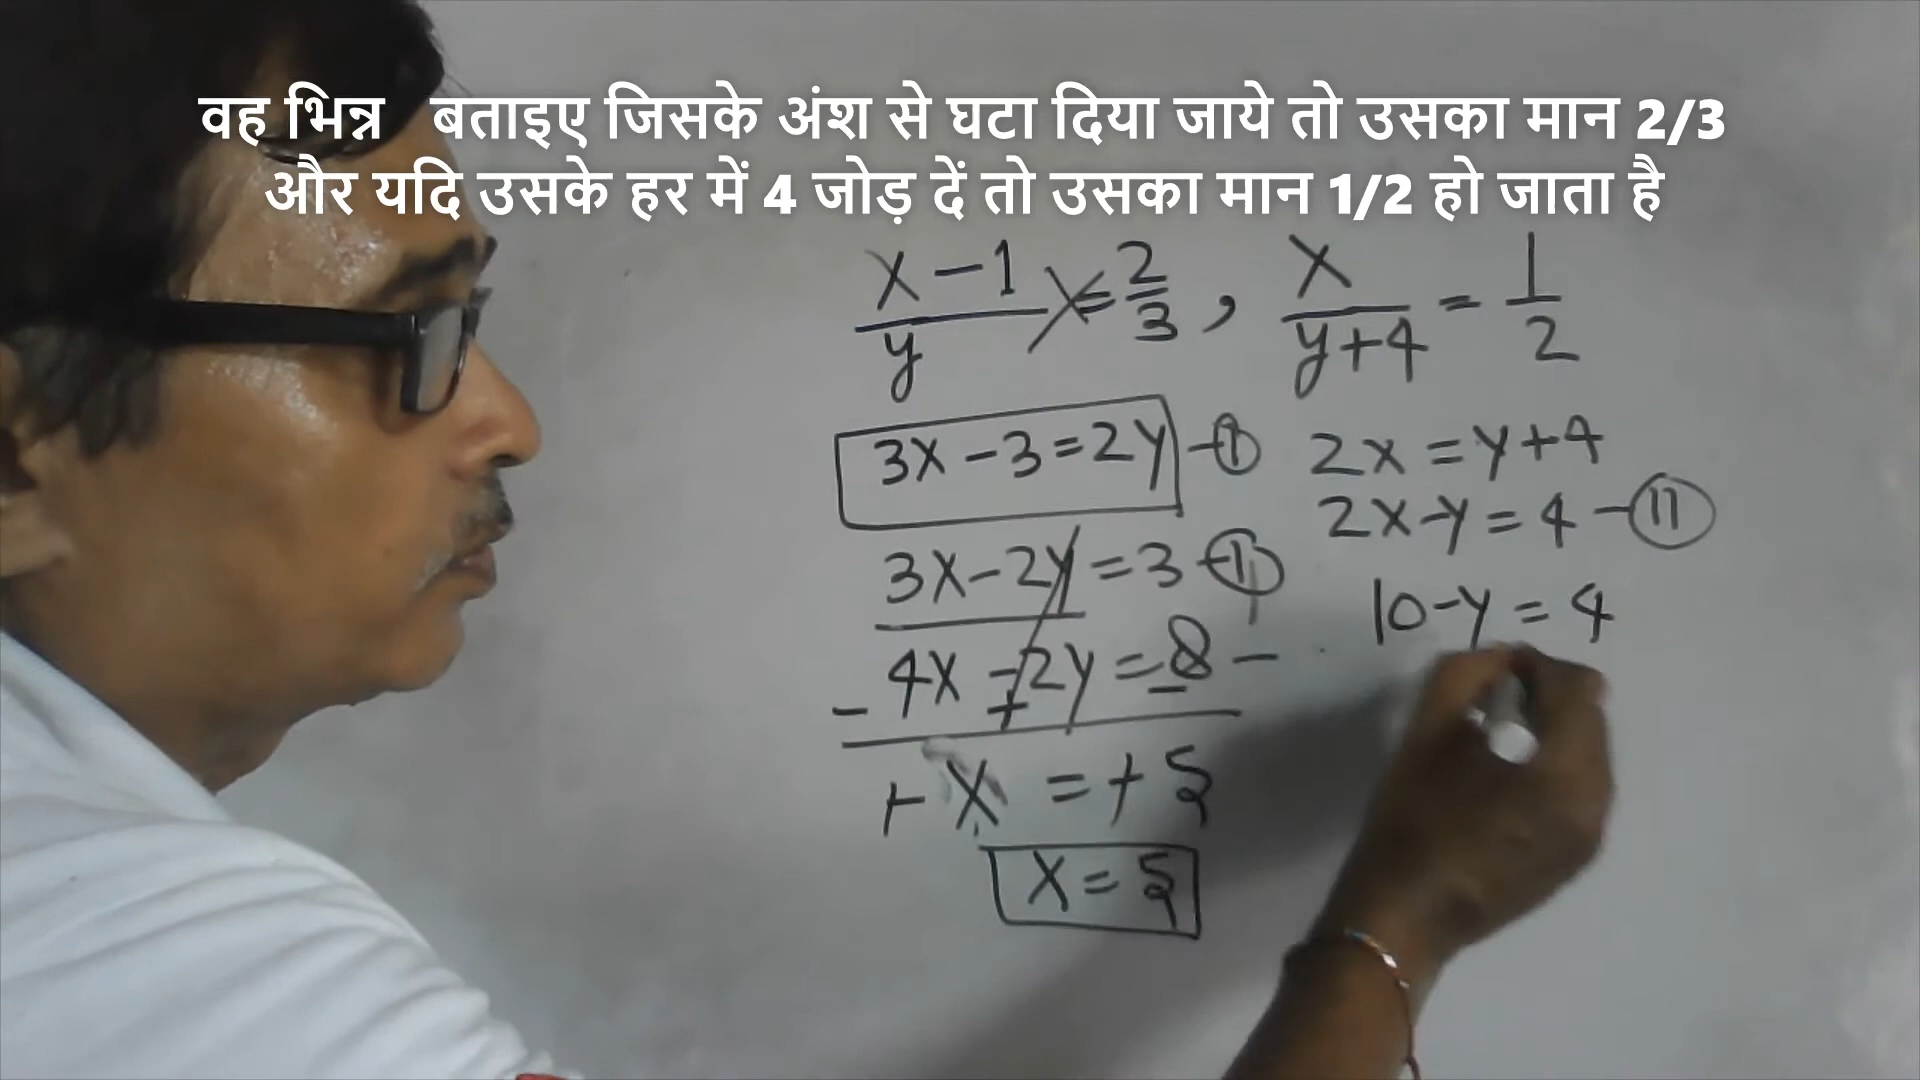 वह भिन्न बताइए जिसके अंश से घटा दिया जाये तो उसका मान 2/3
और यदि उसके हर में 4 जोड़ दें तो उसका मान 1/2 हो जाता है
x-1/y = 2/3, x/y+4 = 1/2
3x-3=2y -①
2x=y+4
2x-y=4 -⑪
3x-2y=3 -①
10-y=4
4x-2y=8 -
- + -
+x=+5
x=5